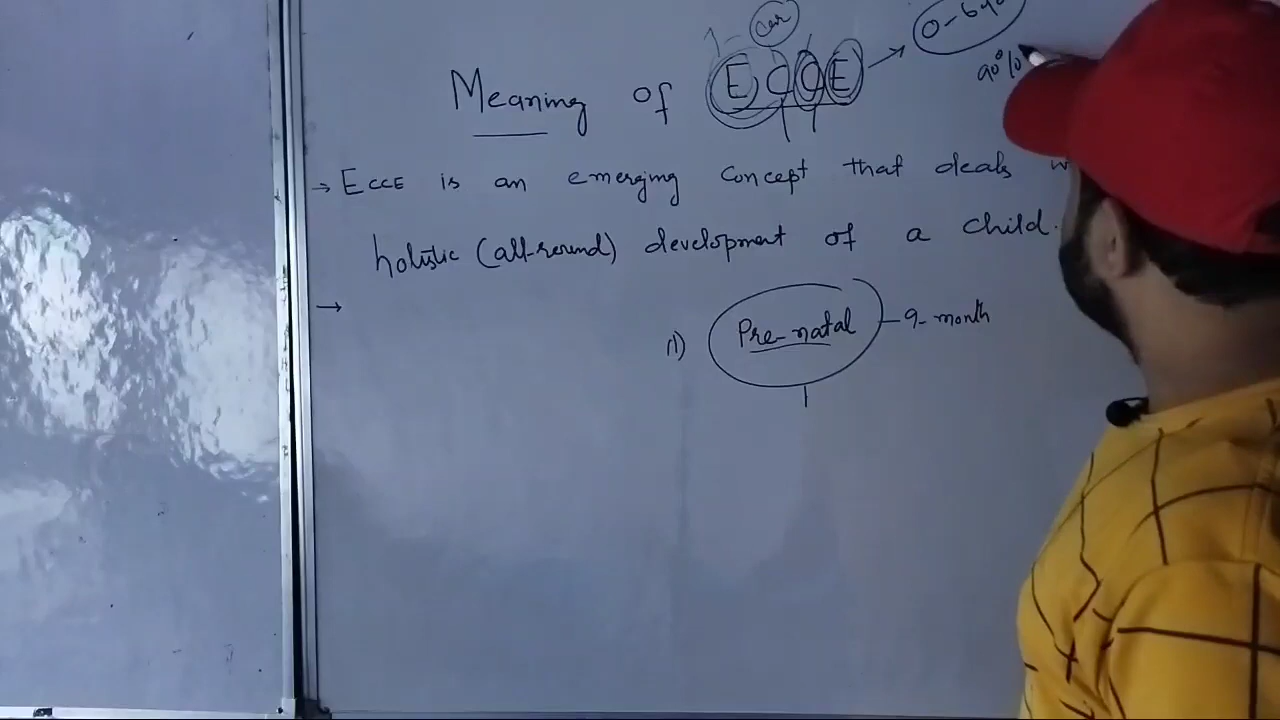 care
0-6
Meaning of ECCE
90%
→ ECCE is an emerging concept that deals
holistic (all-round) development of a child.
→
1) Pre-natal - 9-month